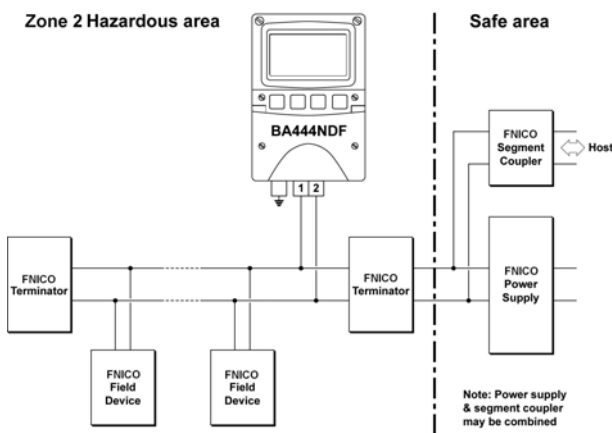 Zone 2 Hazardous area
Safe area
BA444NDF
1 2
FNICO
Segment
Coupler
Host
FNICO
Terminator
FNICO
Terminator
FNICO
Power
Supply
FNICO
Field
Device
FNICO
Field
Device
Note: Power supply
& segment coupler
may be combined